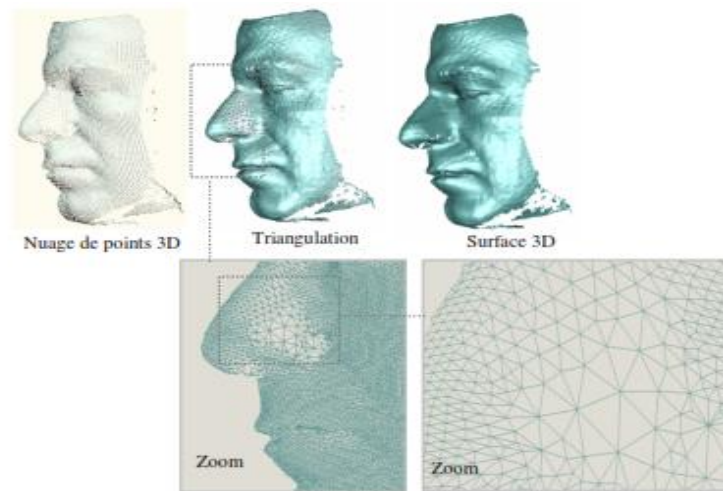 Nuage de points 3D
Triangulation
Surface 3D
Zoom
Zoom